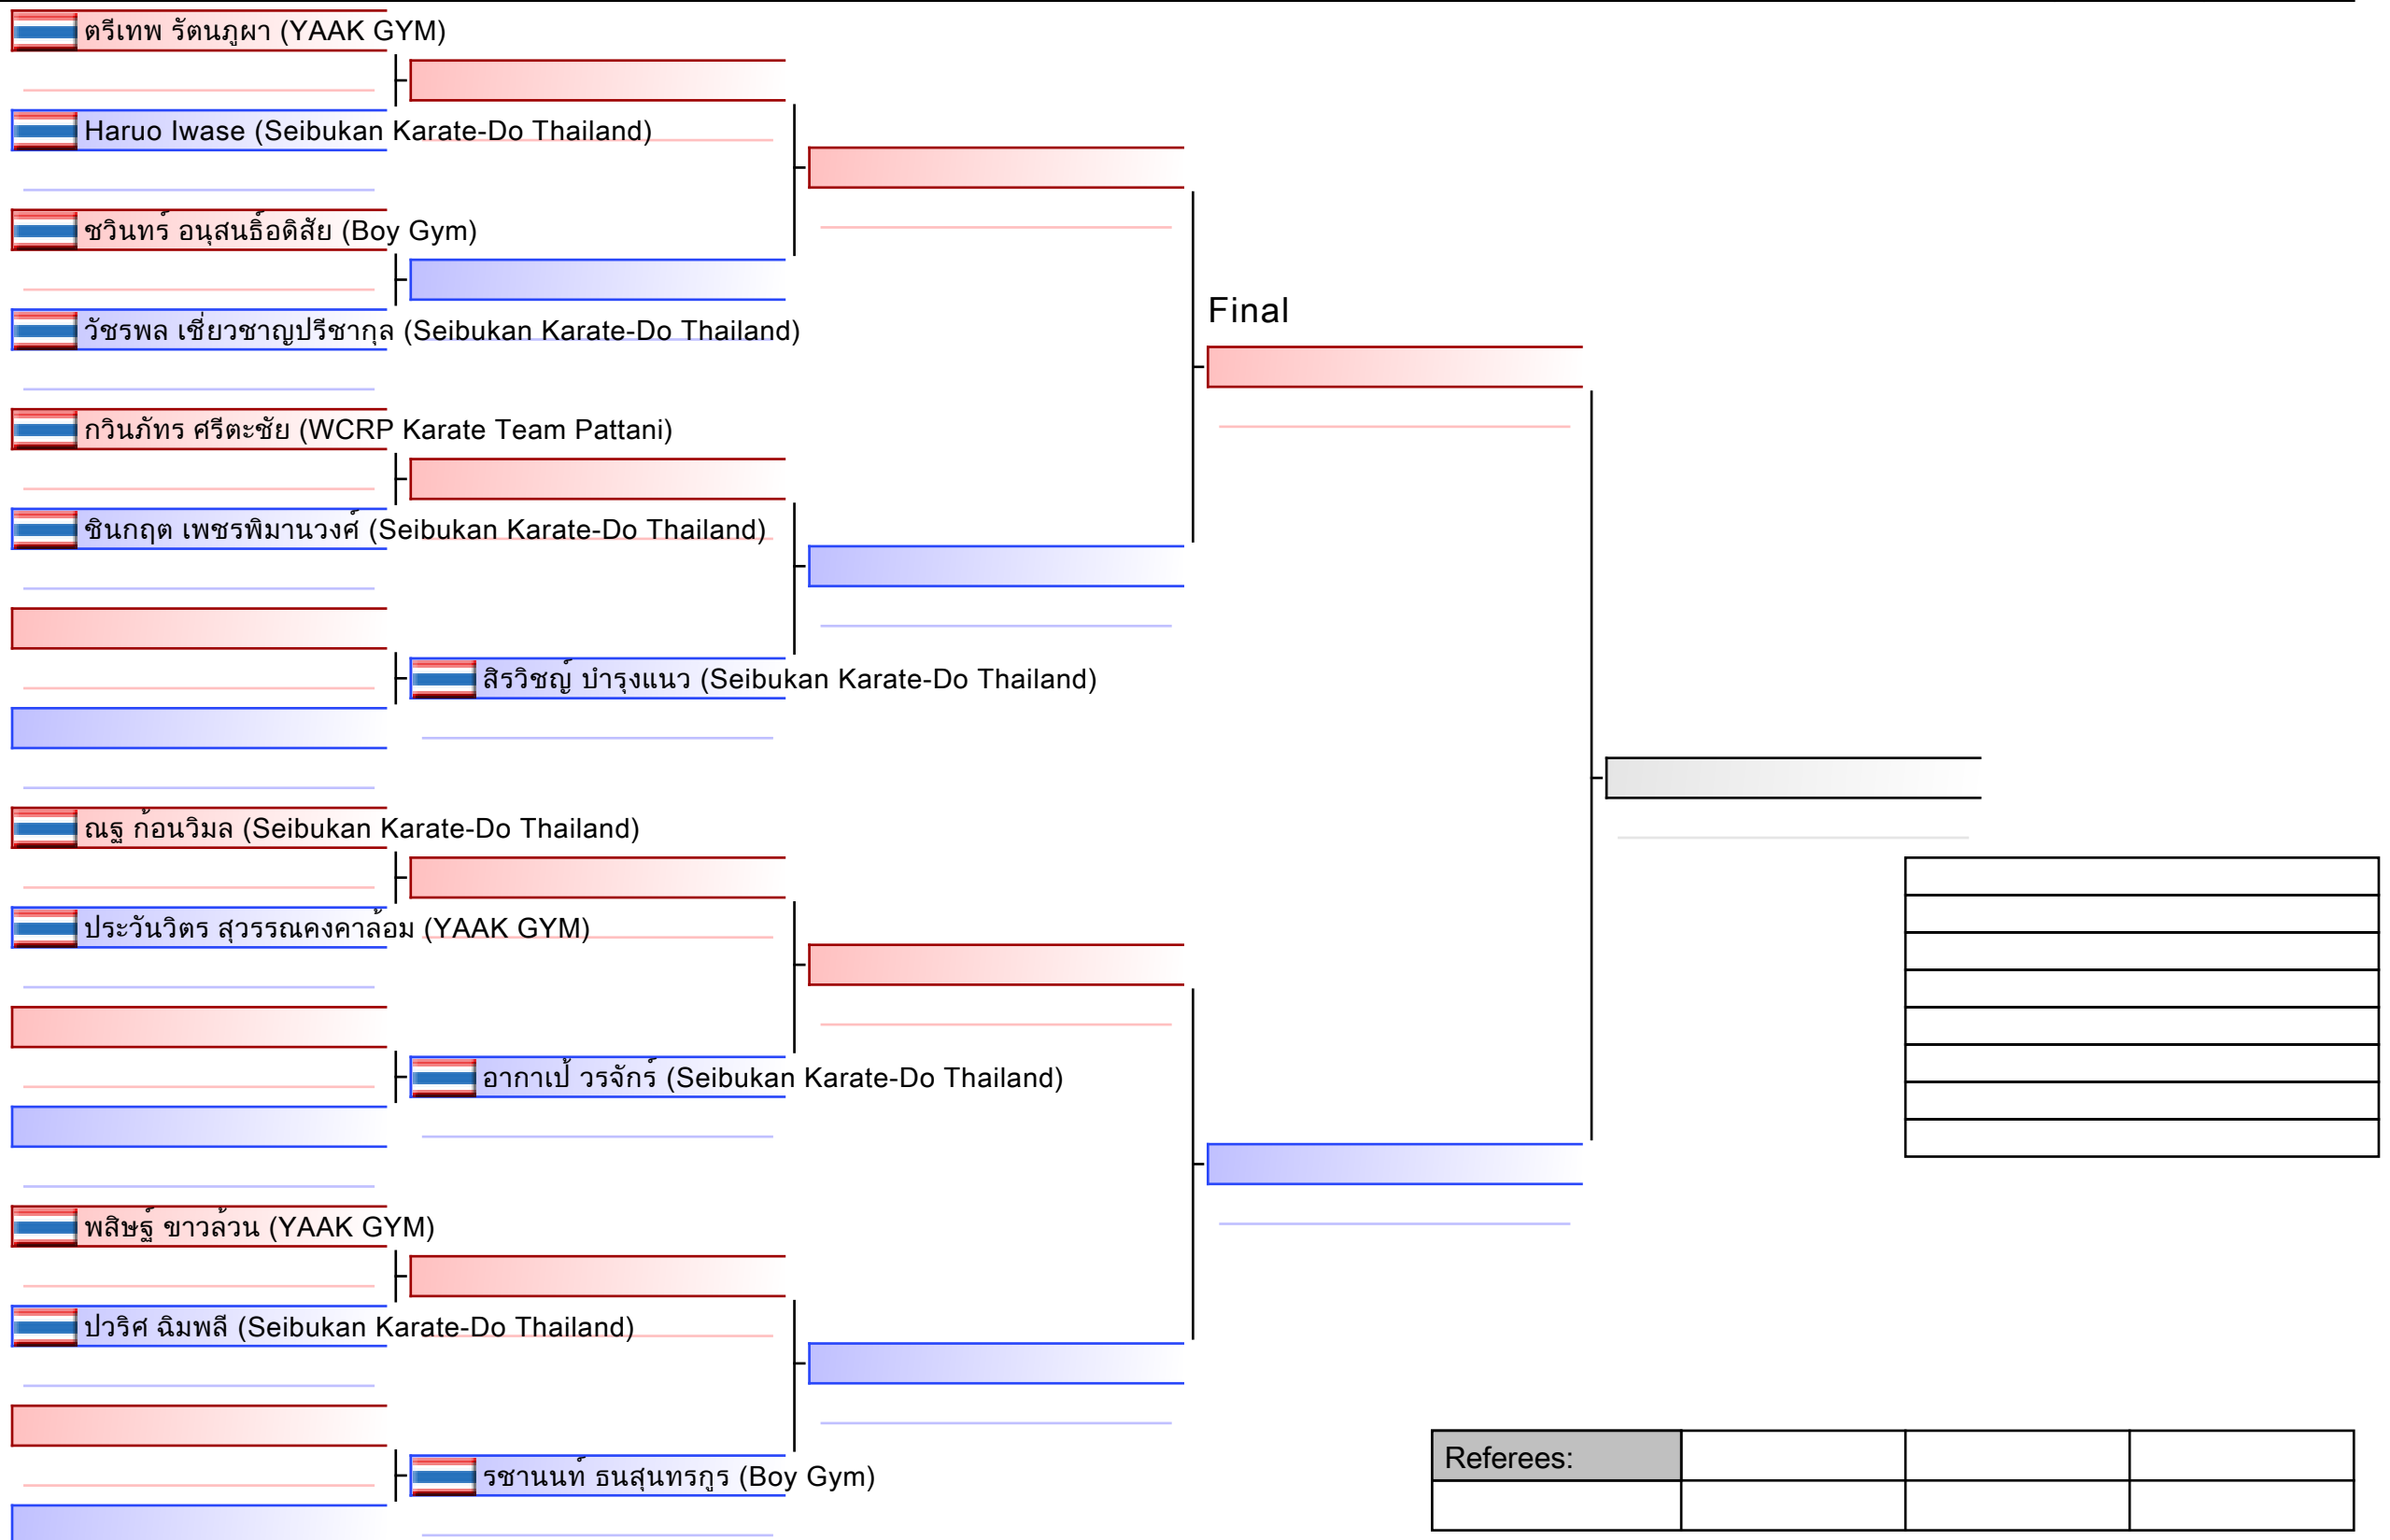 ตรีเทพ รัตนภูผา (YAAK GYM)
Haruo Iwase (Seibukan Karate-Do Thailand)
ชวินทร์ อนุสนธิ์อดิสัย (Boy Gym)
วัชรพล เชี่ยวชาญปรีชากุล (Seibukan Karate-Do Thailand)
Final
กวินภัทร ศรีตะชัย (WCRP Karate Team Pattani)
ชินกฤต เพชรพิมานวงศ์ (Seibukan Karate-Do Thailand)
สิรวิชญ์ บำรุงแนว (Seibukan Karate-Do Thailand)
ณฐ ก้อนวิมล (Seibukan Karate-Do Thailand)
ประวันวิตร สุวรรณคงคาล้อม (YAAK GYM)
อากาเป้ วรจักร์ (Seibukan Karate-Do Thailand)
พสิษฐ์ ขาวล้วน (YAAK GYM)
ปวริศ ฉิมพลี (Seibukan Karate-Do Thailand)
รชานนท์ ธนสุนทรกูร (Boy Gym)
Referees: